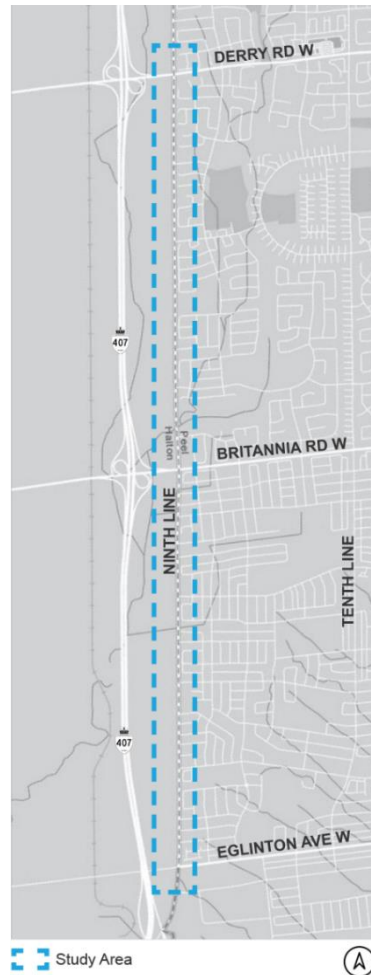 DERRY RD W
407
Peel
Halton
BRITANNIA RD W
NINTH LINE
TENTH LINE
407
EGLINTON AVE W
Study Area
A